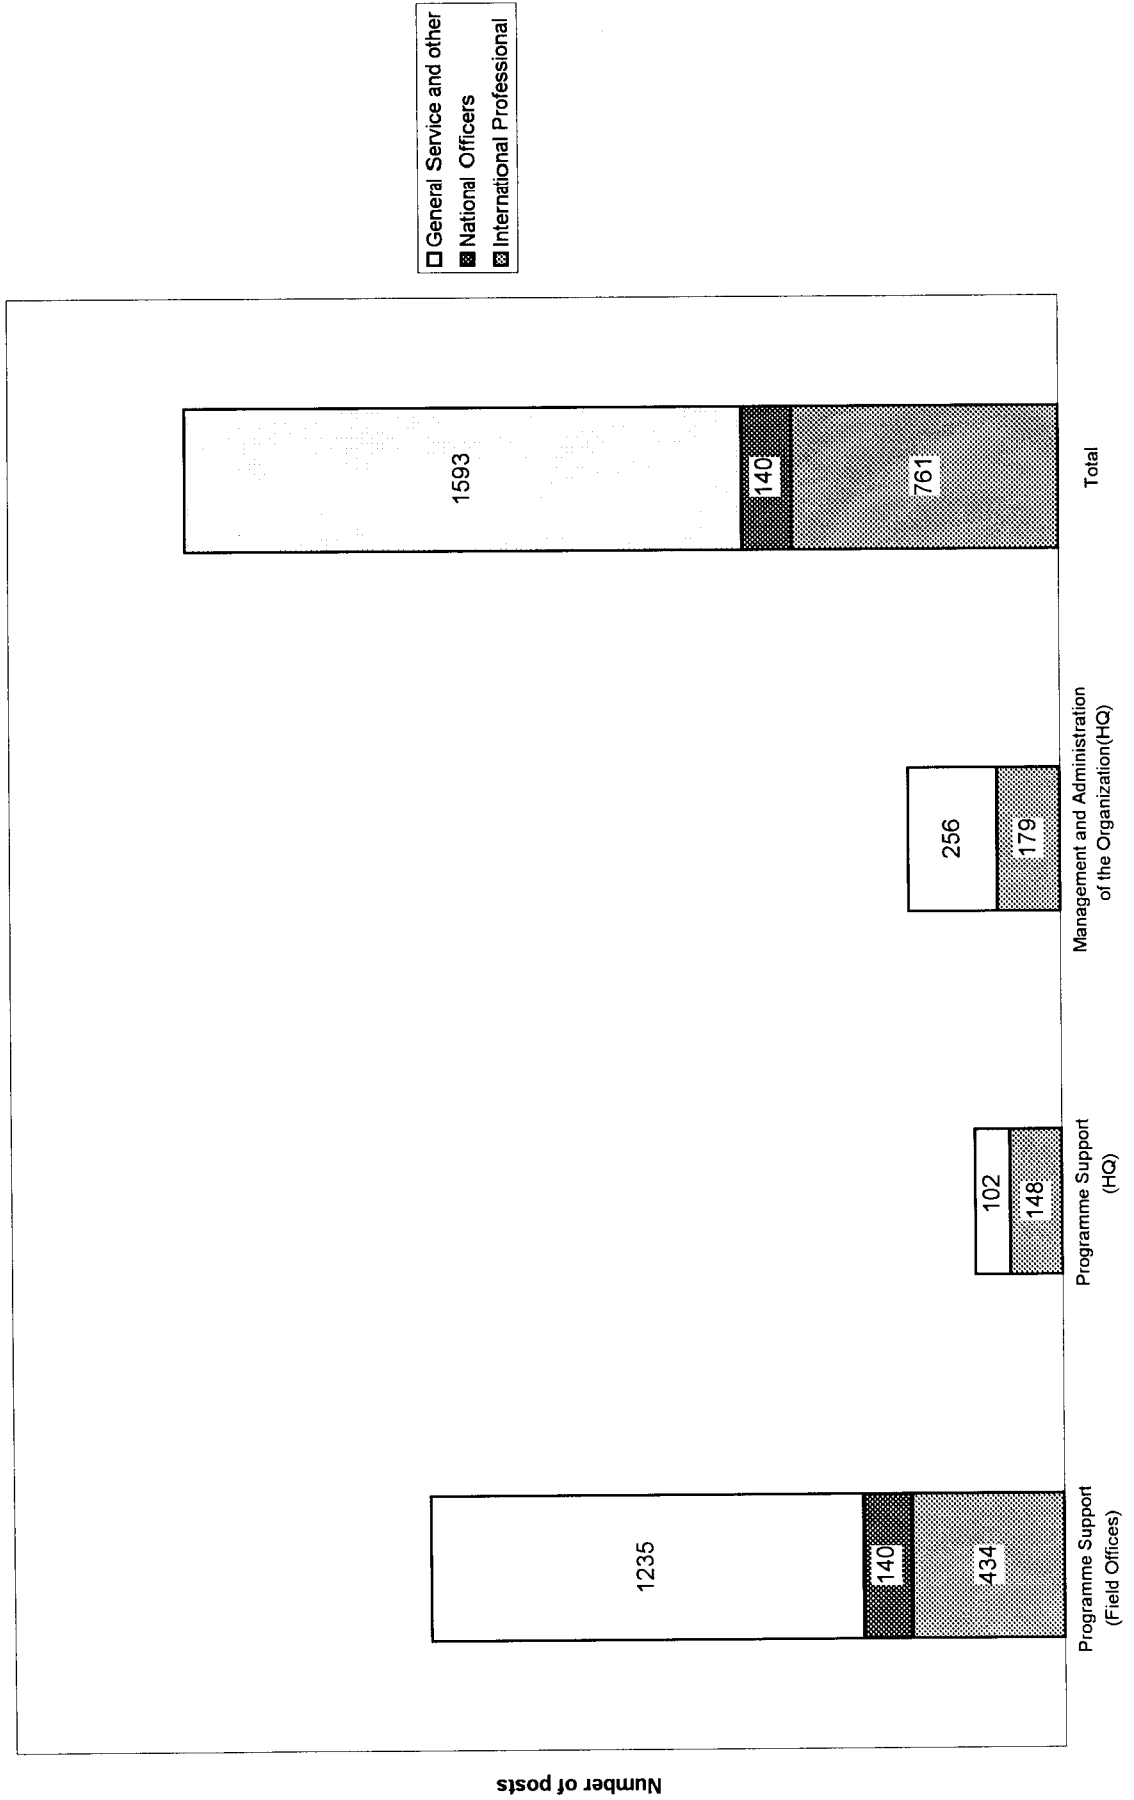 Number of posts
1235
140
434
102
148
256
179
1593
140
761
Programme Support
(Field Offices)
Programme Support
(HQ)
Management and Administration
of the Organization(HQ)
Total
General Service and other
National Officers
International Professional